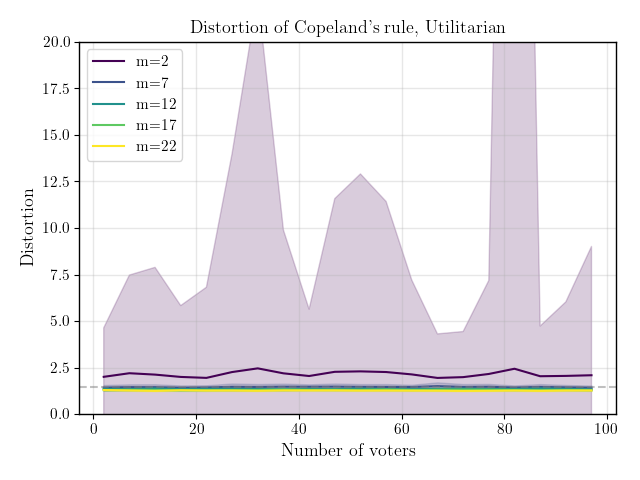 Distortion of Copeland's rule, Utilitarian
20.0
17.5
15.0
12.5
10.0
7.5
5.0
2.5
0.0
Distortion
m=2
m=7
m=12
m=17
m=22
0 20 40 60 80 100
Number of voters